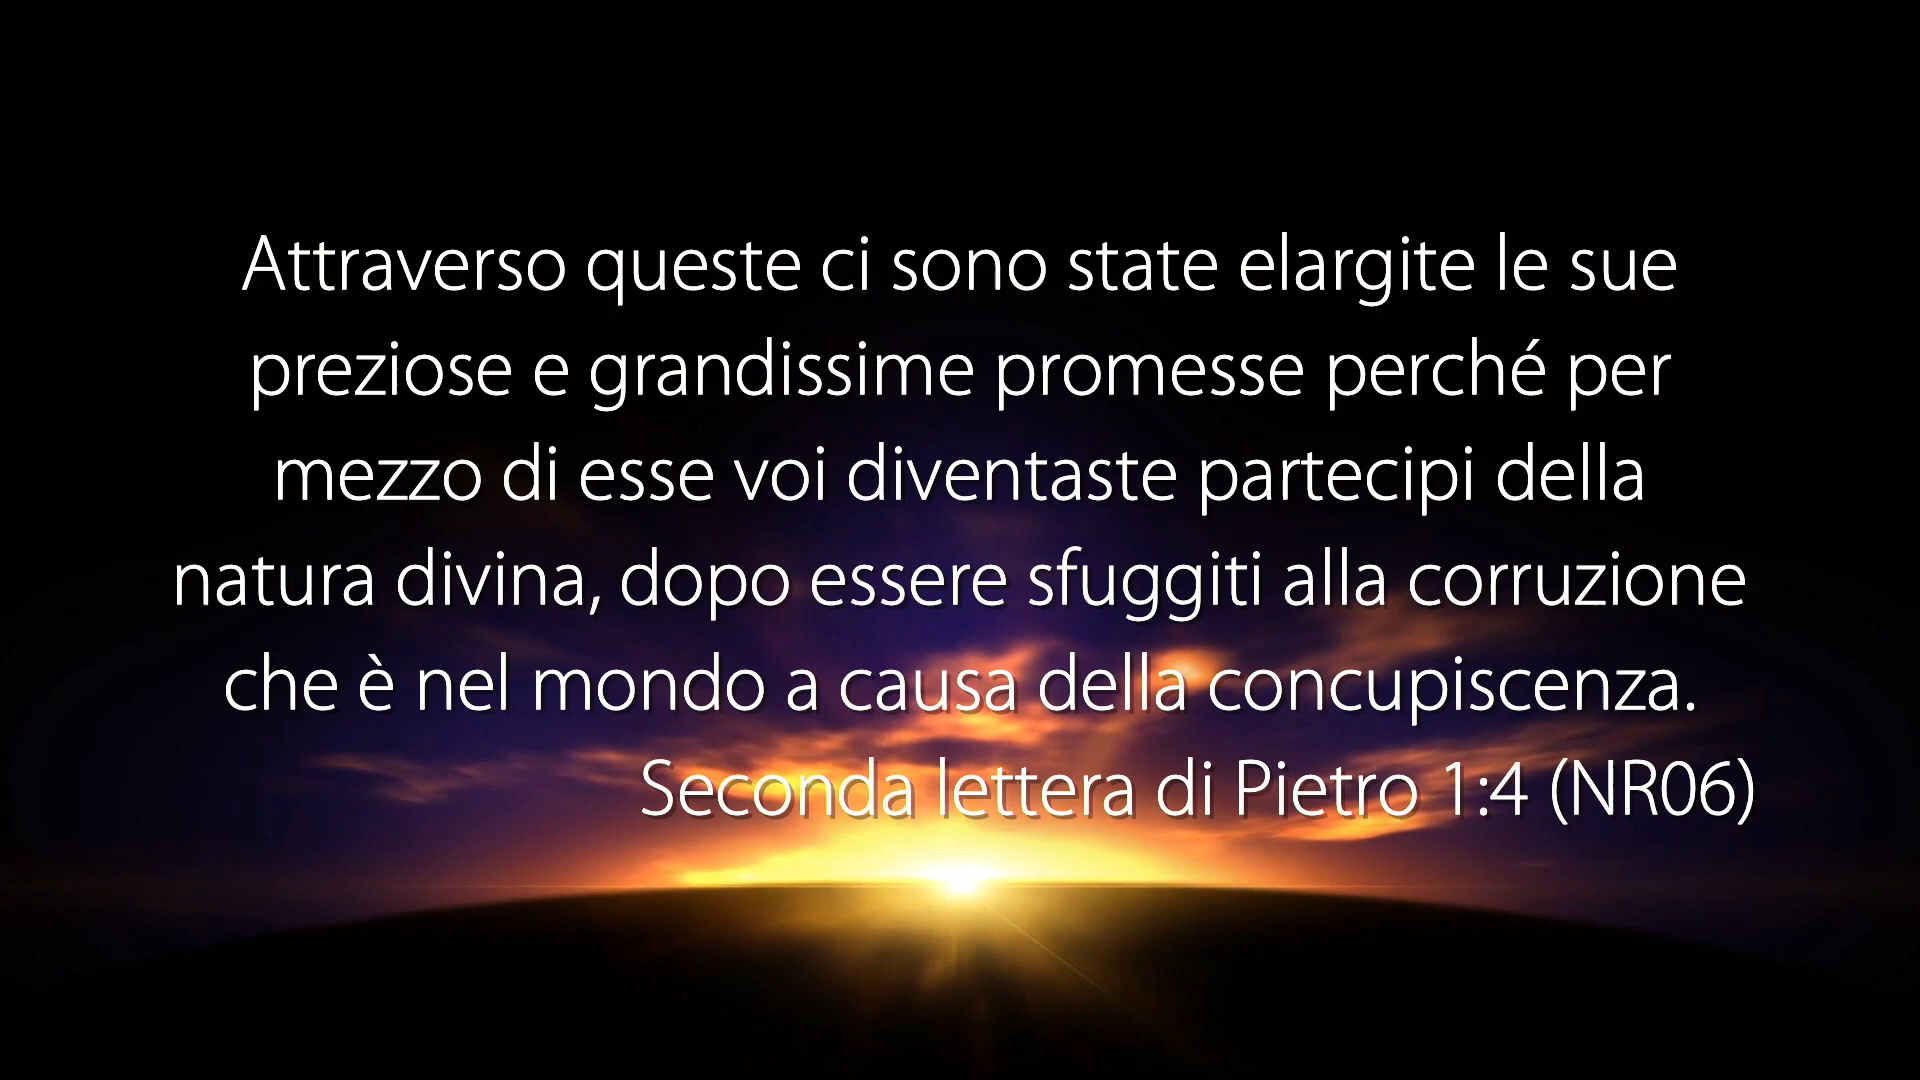 Attraverso queste ci sono state elargite le sue
preziose e grandissime promesse perché per
mezzo di esse voi diventaste partecipi della
natura divina, dopo essere sfuggiti alla corruzione
che è nel mondo a causa della concupiscenza.
Seconda lettera di Pietro 1:4 (NR06)